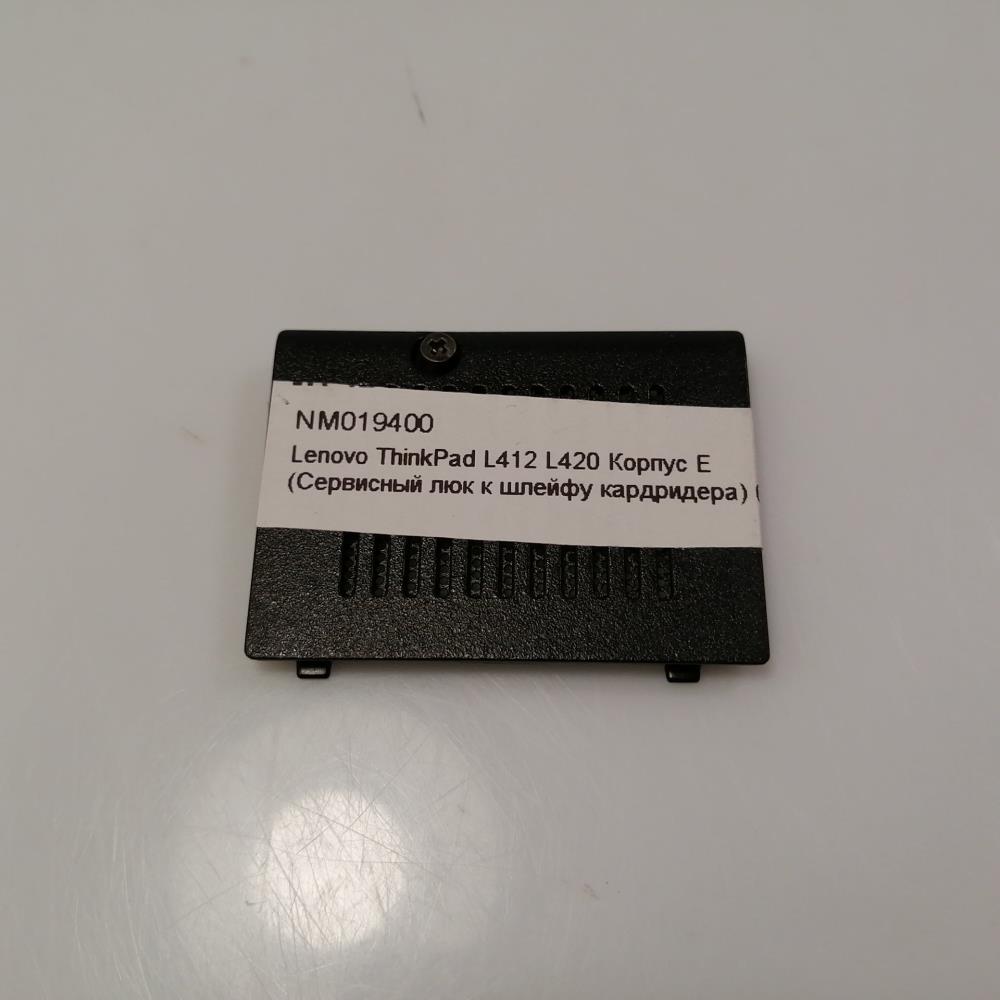 NM019400
Lenovo ThinkPad L412 L420 Корпус E
(Сервисный люк к шлейфу кардридера) (